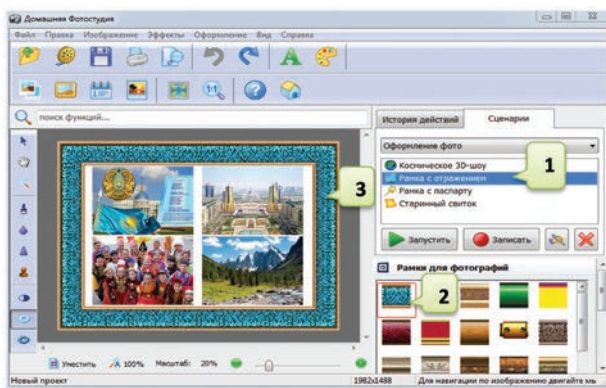 Домашняя Фотостудия
Файл Правка Изображение Эффекты Оформление Вид Справка
поиск функций...
История действий Сценарии
Оформление фото
Космическое 3D-шоу
Рамка с отражением
Рамка с паспарту
Старинный свиток
1
3
Запустить Записать
Рамки для фотографий
2
Уместить 100% Масштаб: 20%
Новый проект 1982x1488 Для навигации по изображению двигайте мы